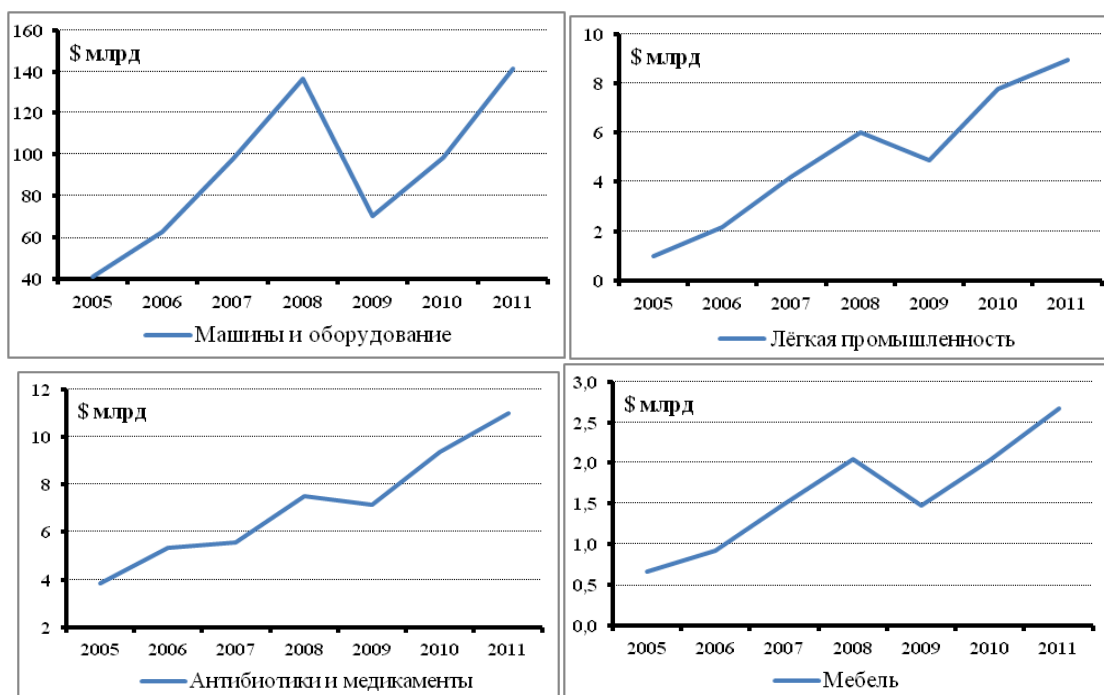 160
140
120
100
80
60
40
$ млрд
2005 2006 2007 2008 2009 2010 2011
Машины и оборудование
10
8
6
4
2
0
$ млрд
2005 2006 2007 2008 2009 2010 2011
Лёгкая промышленность
12
10
8
6
4
2
$ млрд
2005 2006 2007 2008 2009 2010 2011
Антибиотики и медикаменты
3,0
2,5
2,0
1,5
1,0
0,5
0,0
$ млрд
2005 2006 2007 2008 2009 2010 2011
Мебель